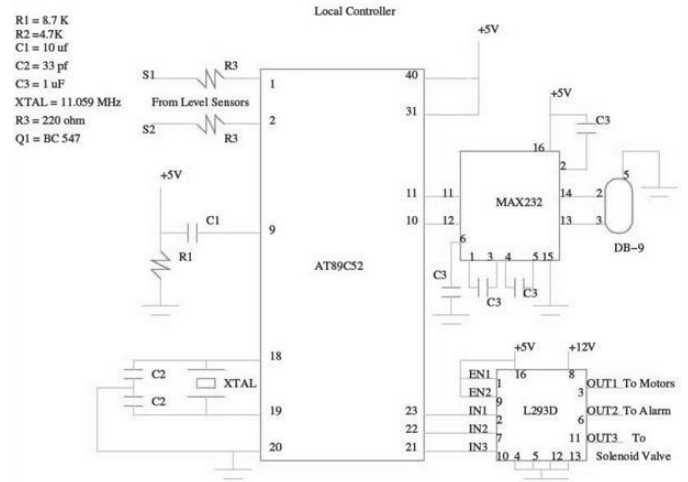 Local Controller
R1 = 8.7 K
R2 =4.7K
C1 = 10 uf
C2 = 33 pf
C3 = 1 uF
XTAL = 11.059 MHz
R3 = 220 ohm
Q1 = BC 547
S1
R3
From Level Sensors
S2
R3
1
2
+5V
C1
9
R1
AT89C52
40
31
+5V
11
10
11
12
MAX232
+5V
16
C3
2
14
13
2
3
5
DB-9
6
1
3
4
5
15
C3
C3
C3
18
C2
XTAL
C2
19
20
23
22
21
+5V
+12V
EN1
1
EN2
9
IN1
2
IN2
7
IN3
10
16
8
L293D
3
OUT1 To Motors
OUT2 To Alarm
6
11
OUT3 To
Solenoid Valve
4
5
12
13